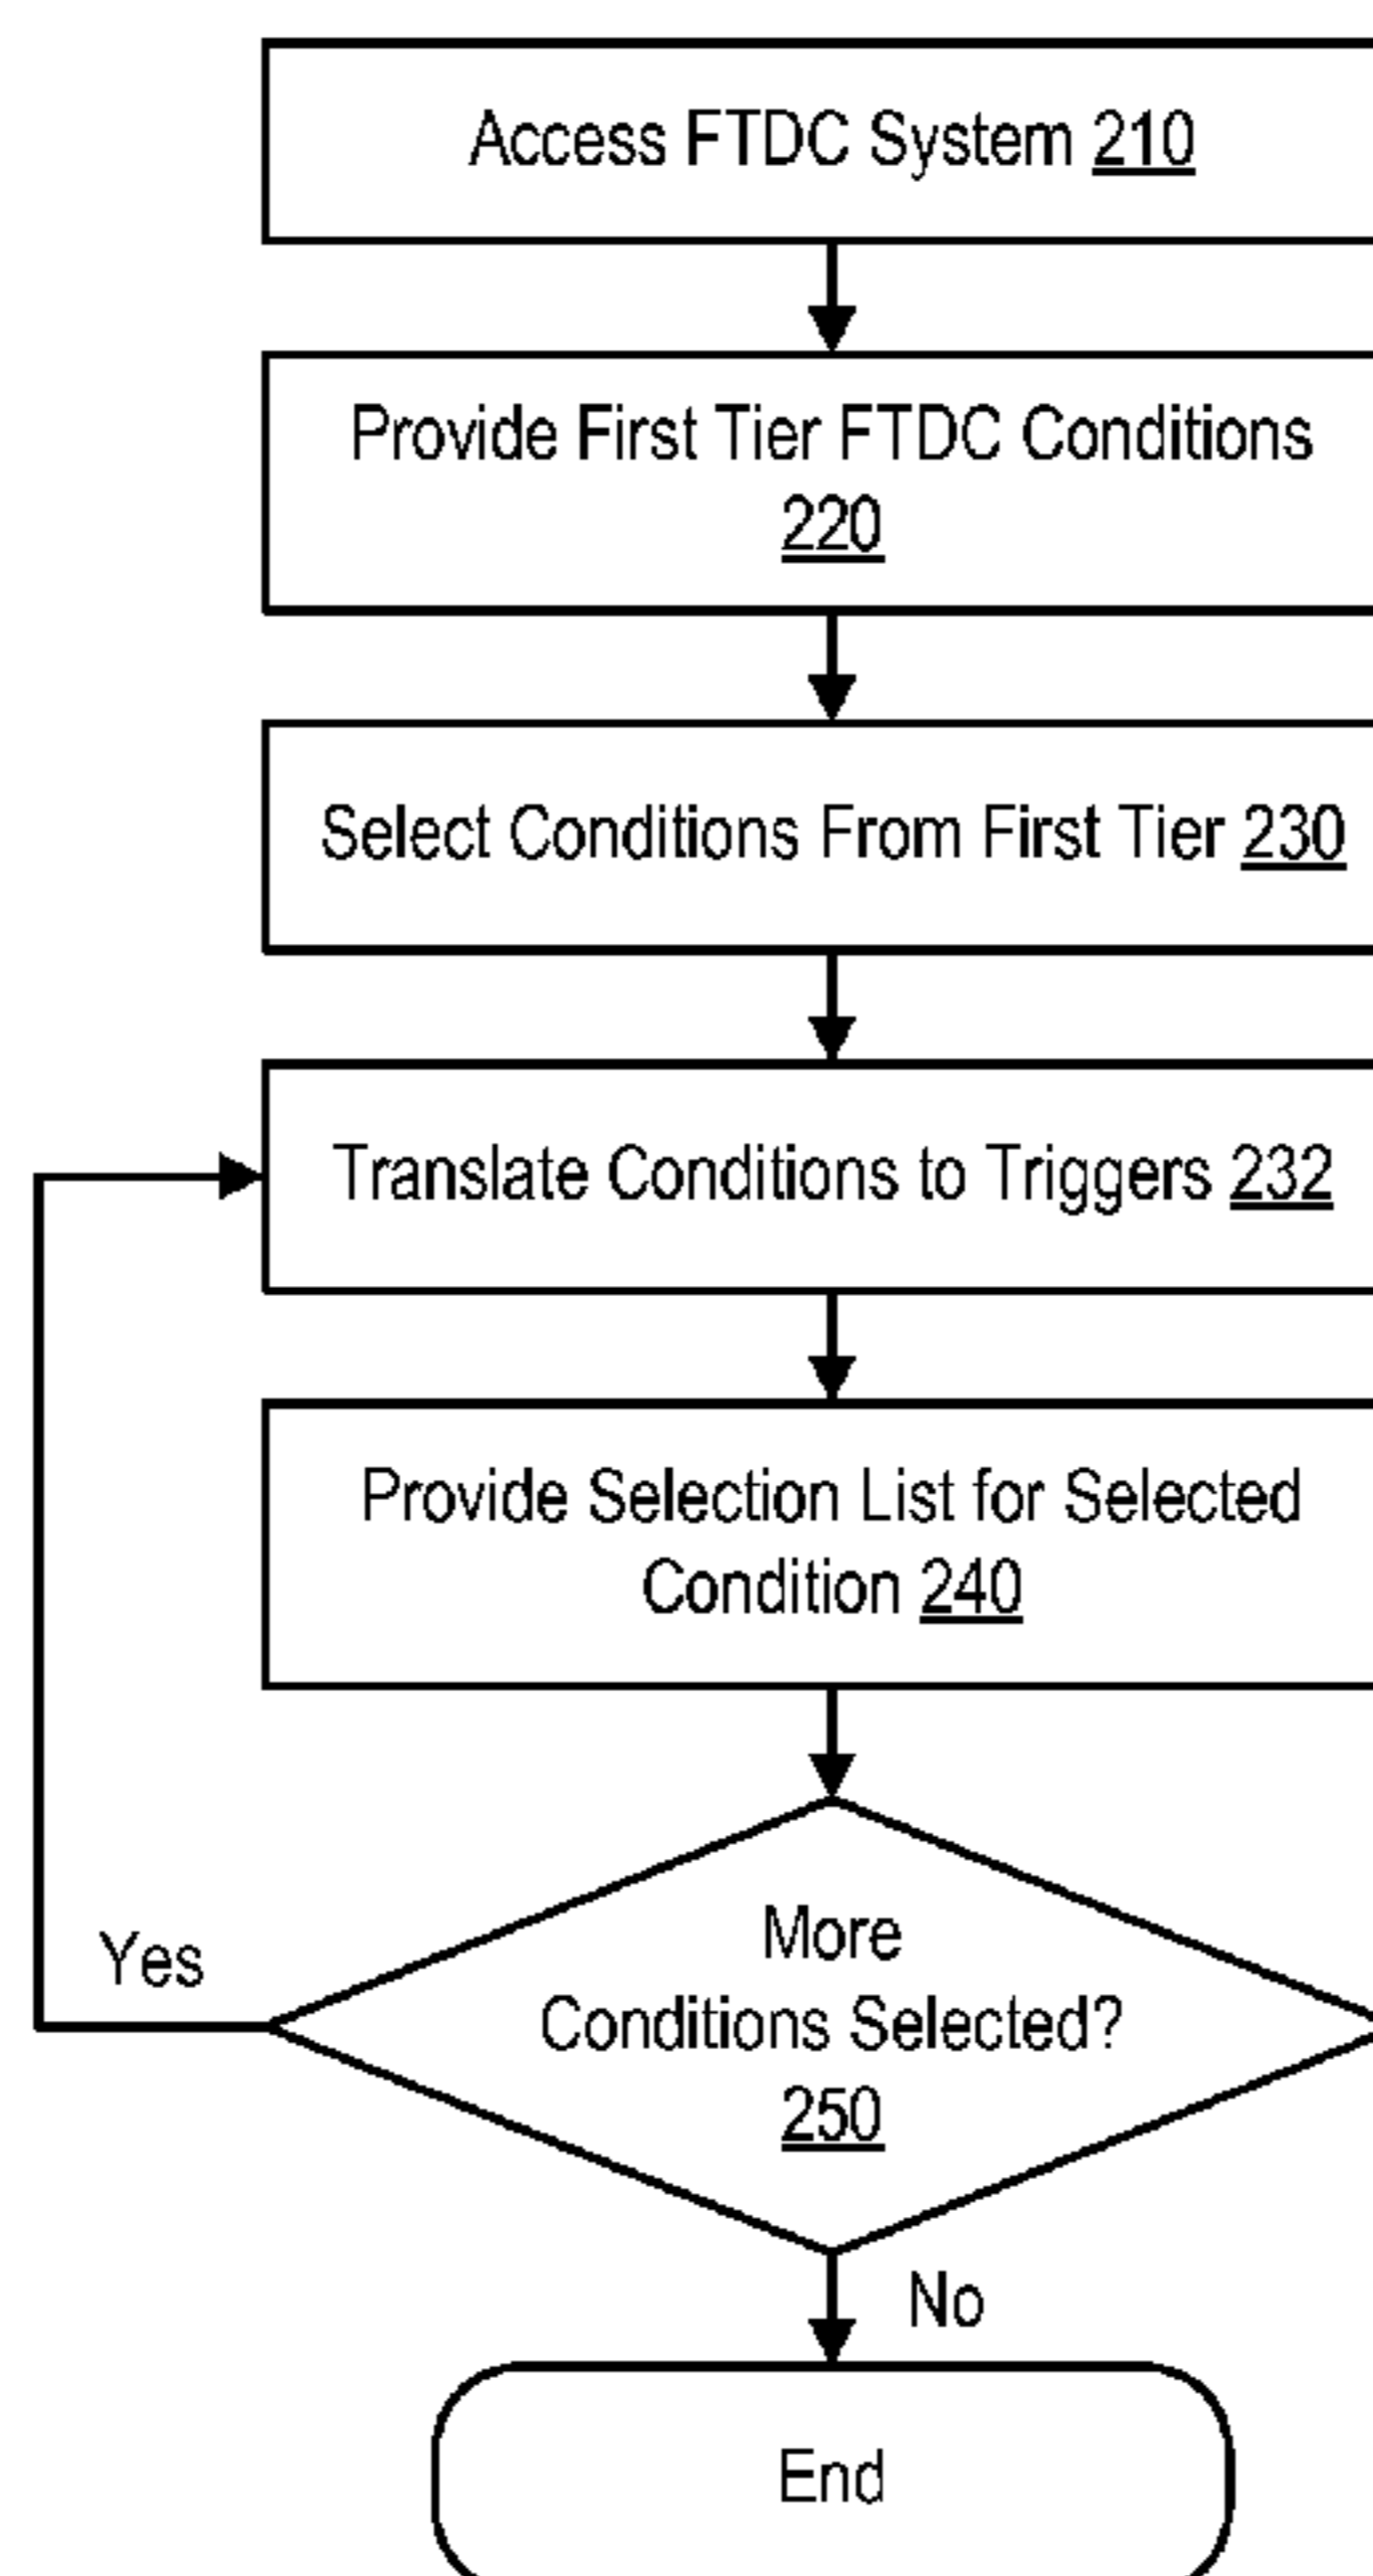 Access FTDC System 210
Provide First Tier FTDC Conditions
220
Select Conditions From First Tier 230
Translate Conditions to Triggers 232
Provide Selection List for Selected
Condition 240
Yes
More
Conditions Selected?
250
No
End